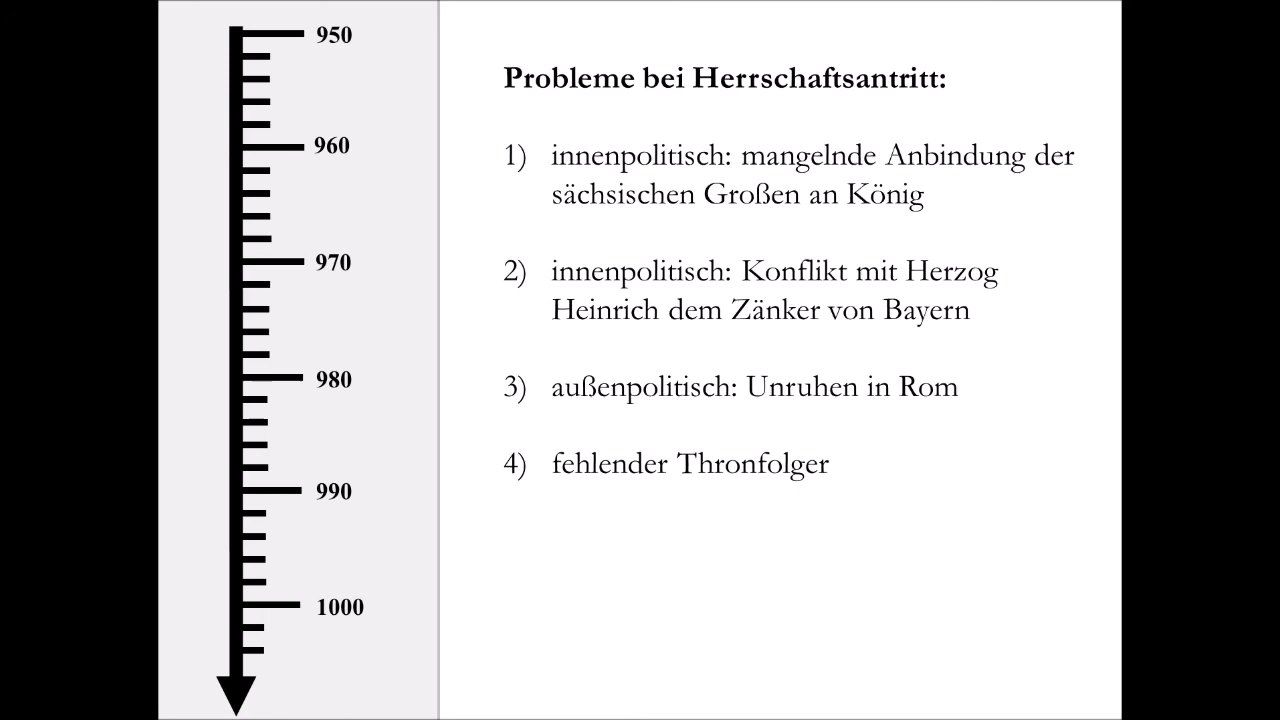 950
960
970
980
990
1000
Probleme bei Herrschaftsantritt:
1) innenpolitisch: mangelnde Anbindung der
sächsischen Großen an König
2) innenpolitisch: Konflikt mit Herzog
Heinrich dem Zänker von Bayern
3) außenpolitisch: Unruhen in Rom
4) fehlender Thronfolger